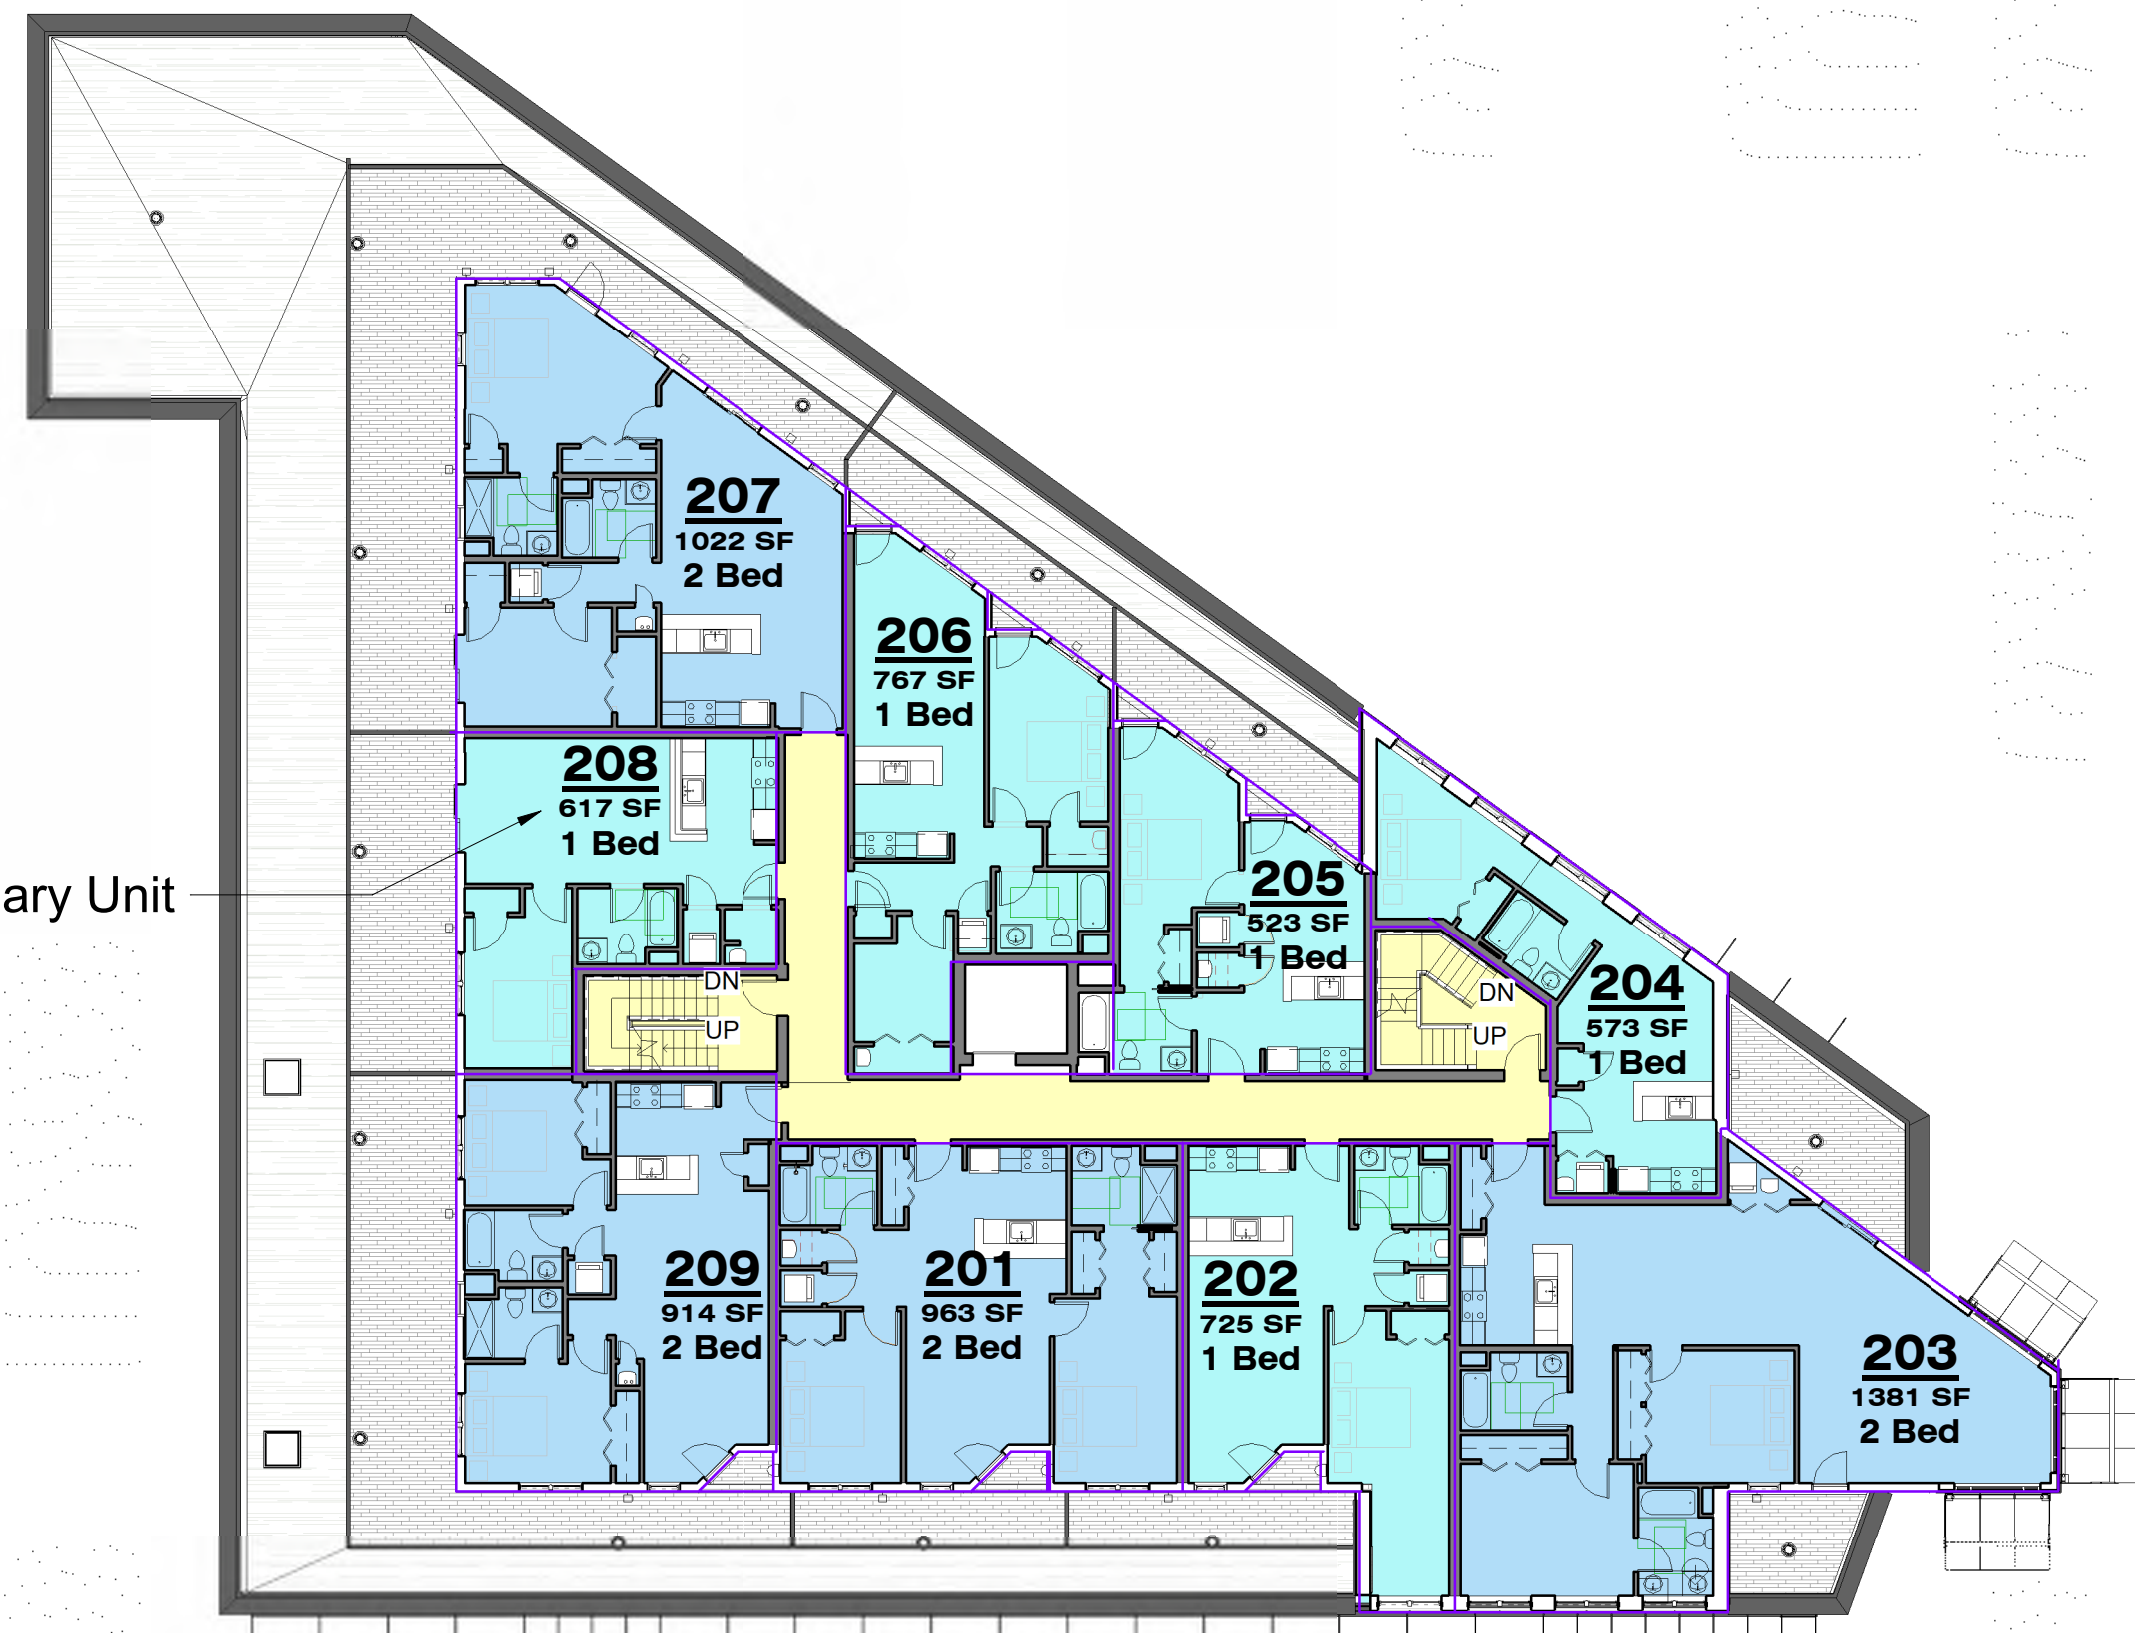 207
1022 SF
2 Bed
206
767 SF
1 Bed
208
617 SF
1 Bed
ary Unit
205
523 SF
1 Bed
204
573 SF
1 Bed
DN
UP
DN
UP
209
914 SF
2 Bed
201
963 SF
2 Bed
202
725 SF
1 Bed
203
1381 SF
2 Bed